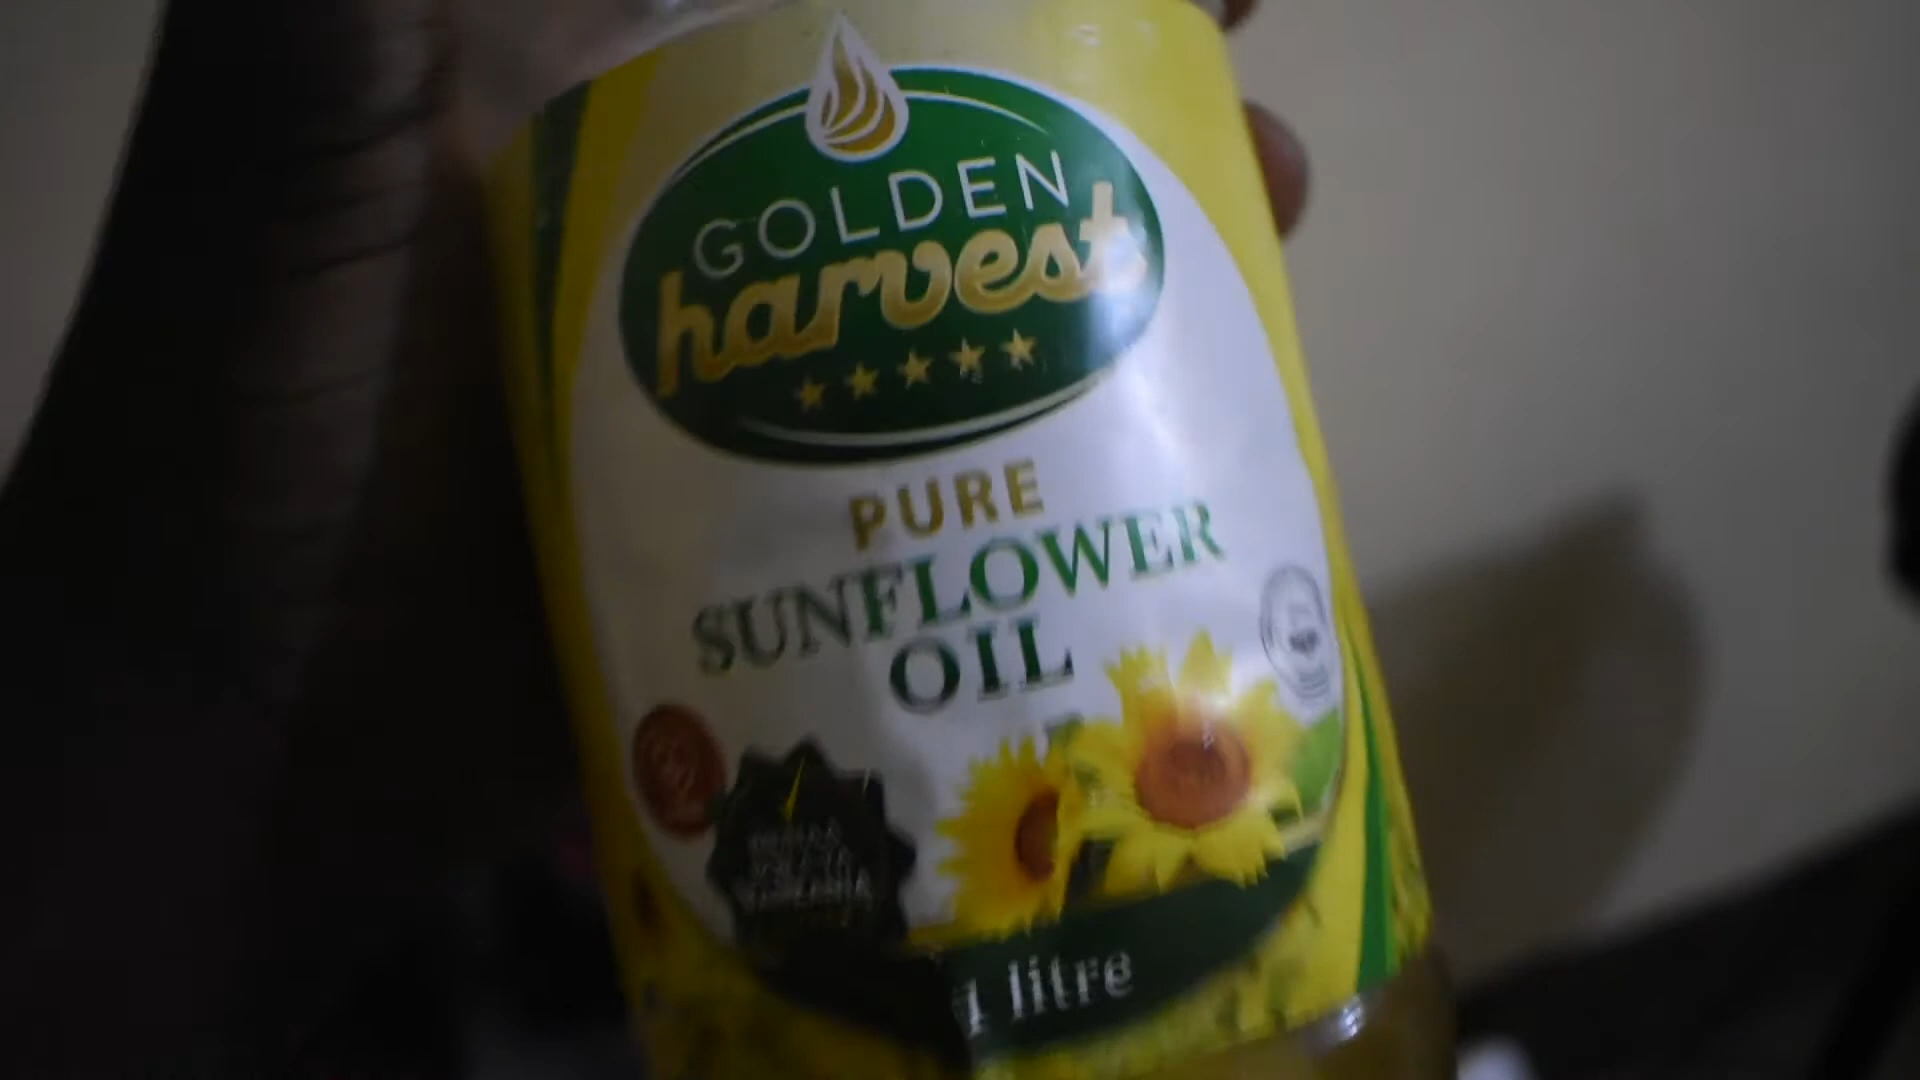 GOLDEN
harvest
PURE
SUNFLOWER
OIL
1 litre